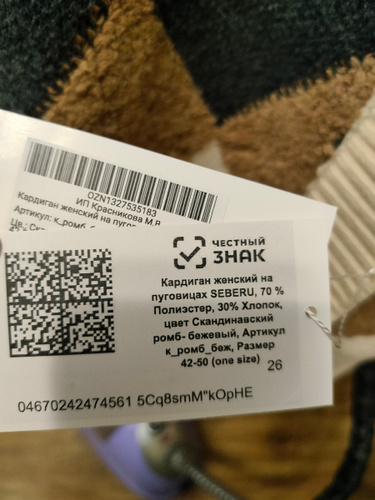 OZN1327535183
ИП Красникова М.В
Кардиган женский на пугов
Артикул: к_ромб_б
Цв
ЧЕСТНЫЙ
ЗНАК
Кардиган женский на
пуговицах SEBERU, 70 %
Полиэстер, 30% Хлопок,
цвет Скандинавский
ромб- бежевый, Артикул
к_ромб_беж, Размер
42-50 (one size)
26
04670242474561 5Cq8smM"kOpHE